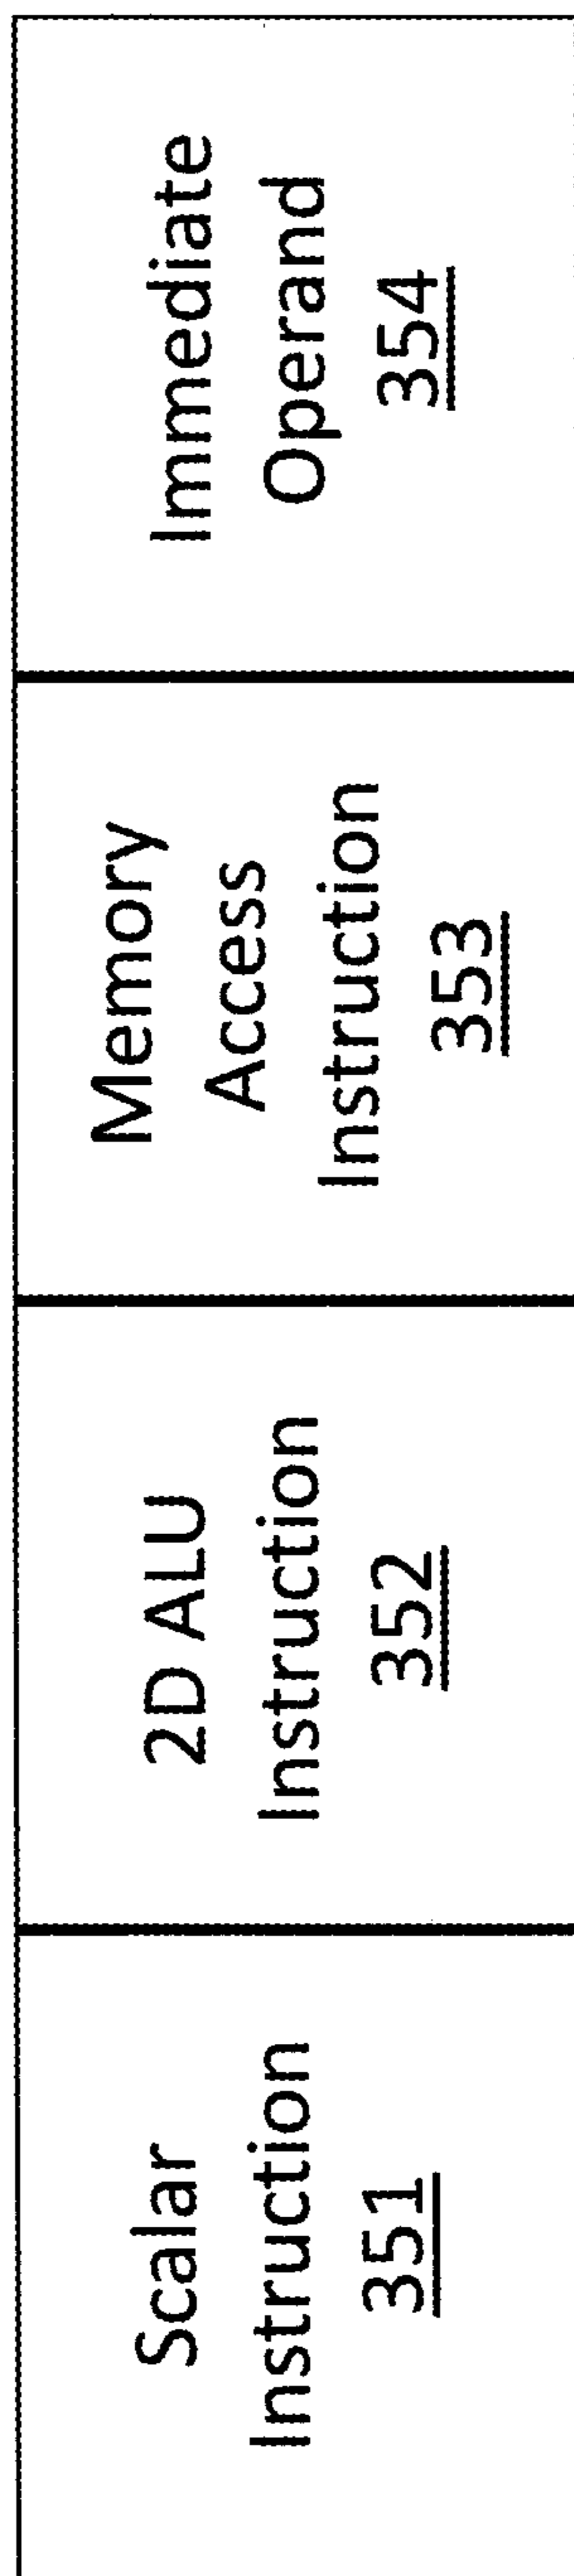 Scalar
Instruction
351
2D ALU
Instruction
352
Memory
Access
Instruction
353
Immediate
Operand
354